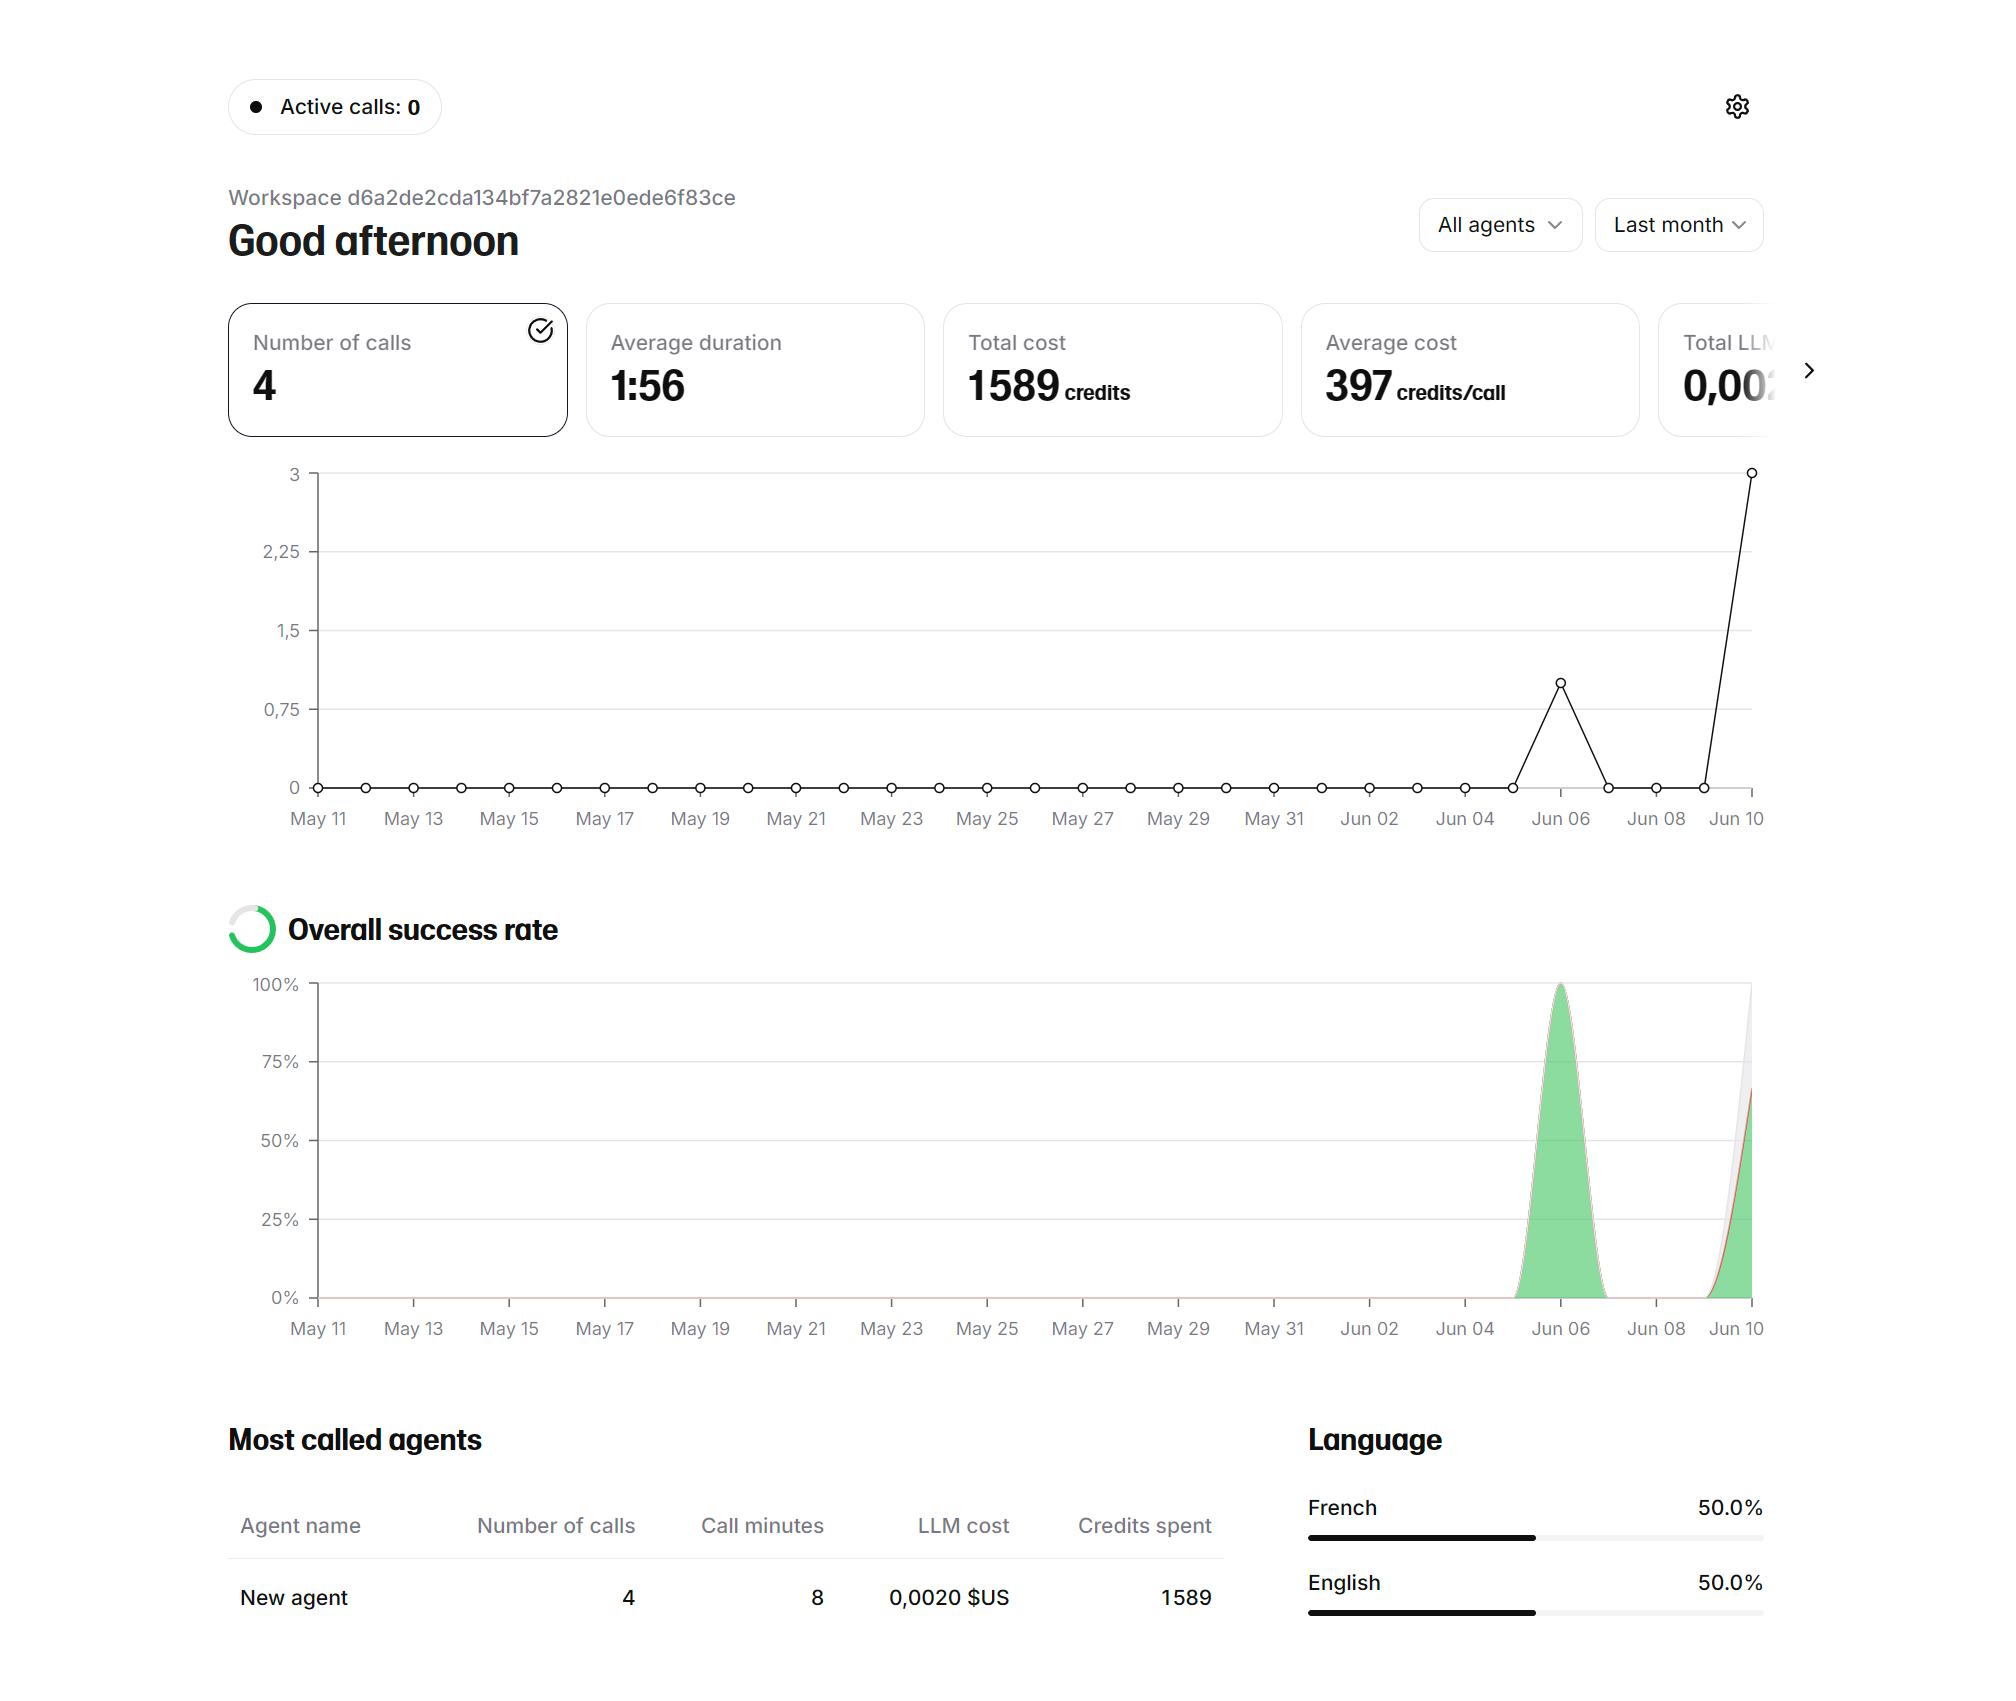 Active calls: 0
Workspace d6a2de2cda134bf7a2821e0ede6f83ce
Good afternoon
All agents
Last month
Number of calls
4
Average duration
1:56
Total cost
1589 credits
Average cost
397 credits/call
Total LLM
0,002
3
2,25
1,5
0,75
0
May 11 May 13 May 15 May 17 May 19 May 21 May 23 May 25 May 27 May 29 May 31 Jun 02 Jun 04 Jun 06 Jun 08 Jun 10
Overall success rate
100%
75%
50%
25%
0%
May 11 May 13 May 15 May 17 May 19 May 21 May 23 May 25 May 27 May 29 May 31 Jun 02 Jun 04 Jun 06 Jun 08 Jun 10
Most called agents
Agent name Number of calls Call minutes LLM cost Credits spent
New agent 4 8 0,0020 $US 1589
Language
French 50.0%
English 50.0%